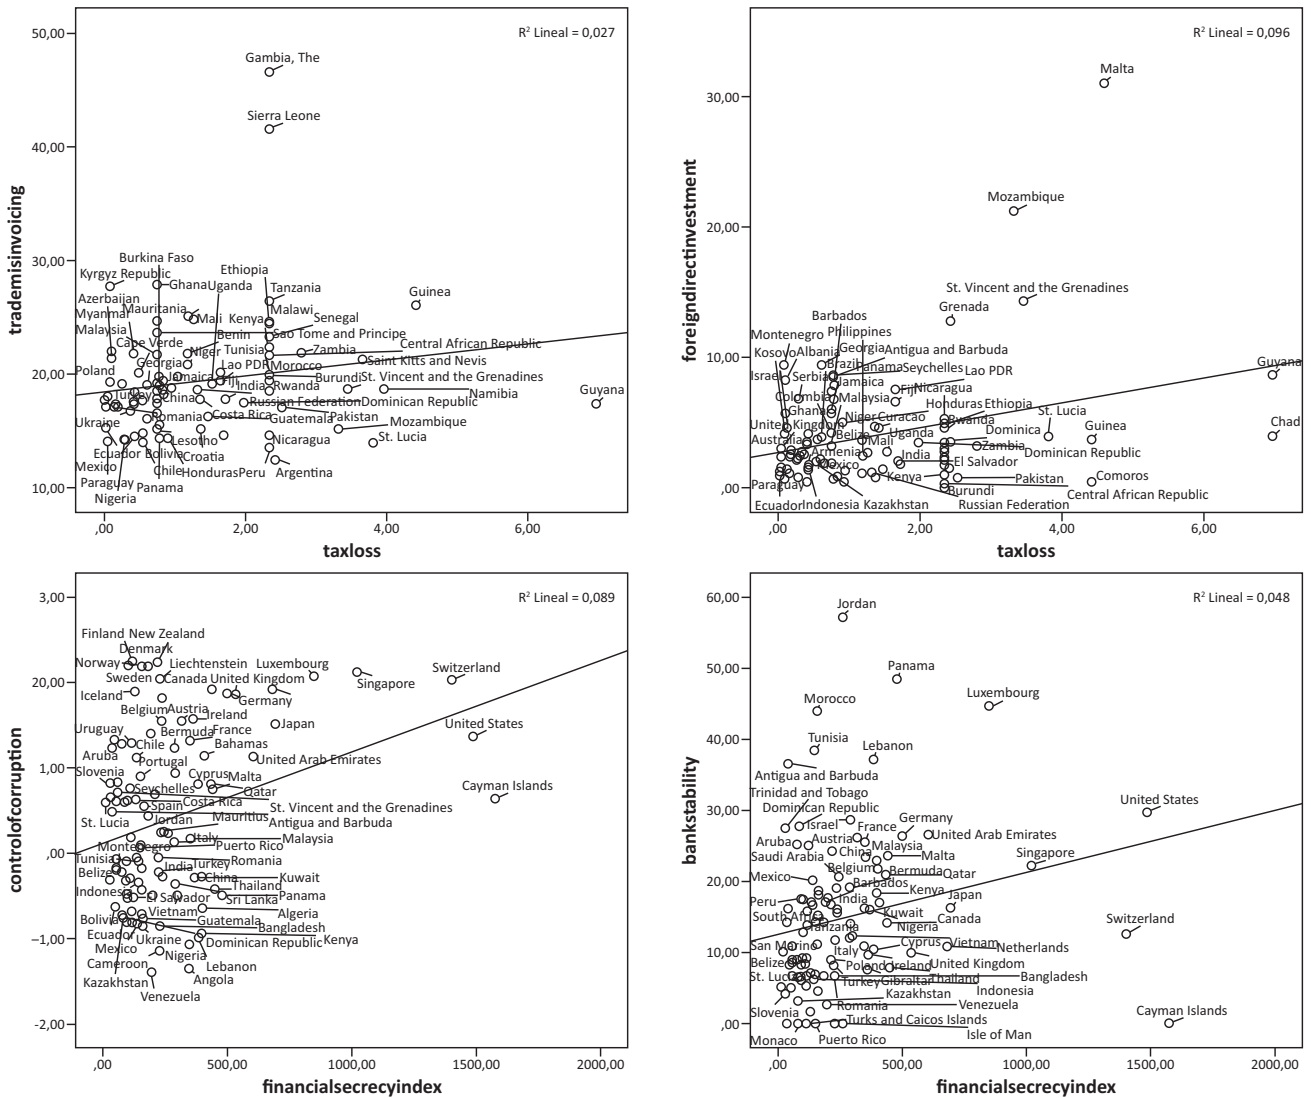 50,00
R² Lineal = 0,027
Gambia, The
Sierra Leone
40,00
trademisinvoicing
30,00
Burkina Faso
Kyrgyz Republic
Ghana
Uganda
Ethiopia
Tanzania
Guinea
Azerbaijan
Myanmar
Mauritania
Malawi
Malaysia
Mali
Kenya
Senegal
Cape Verde
Benin
Sao Tome and Principe
Niger
Tunisia
Zambia
Central African Republic
Georgia
Lao PDR
Morocco
Saint Kitts and Nevis
20,00
Poland
Jamaica
Fiji
India
Rwanda
Burundi
St. Vincent and the Grenadines
Turkey
China
Russian Federation
Dominican Republic
Namibia
Guyana
Romania
Costa Rica
Guatemala
Pakistan
Mozambique
Ukraine
Lesotho
Nicaragua
St. Lucia
Ecuador
Bolivia
Croatia
Mexico
Chile
Honduras
Peru
Argentina
Paraguay
Panama
Nigeria
10,00
,00
2,00
4,00
6,00
taxloss
R² Lineal = 0,096
Malta
30,00
foreigndirectinvestment
Mozambique
20,00
St. Vincent and the Grenadines
Grenada
Barbados
Montenegro
Philippines
10,00
Kosovo
Albania
Georgia
Antigua and Barbuda
Guyana
Israel
Serbia
Brazil
Panama
Seychelles
Lao PDR
Jamaica
Fiji
Nicaragua
Colombia
Malaysia
Ghana
Honduras
Ethiopia
United Kingdom
Niger
Curacao
Rwanda
St. Lucia
Australia
Belize
Mali
Uganda
Dominica
Guinea
Chad
Armenia
Zambia
Dominican Republic
Mexico
India
El Salvador
Paraguay
Kenya
Pakistan
Comoros
,00
Burundi
Central African Republic
Ecuador
Indonesia
Kazakhstan
Russian Federation
,00
2,00
4,00
6,00
taxloss
3,00
R² Lineal = 0,089
controlofcorruption
Finland
New Zealand
Denmark
Norway
Liechtenstein
Luxembourg
Switzerland
Sweden
Canada
United Kingdom
Singapore
20,00
Iceland
Germany
Belgium
Austria
Ireland
Japan
United States
Uruguay
Bermuda
France
Chile
Bahamas
Aruba
Portugal
United Arab Emirates
1,00
Slovenia
Cyprus
Malta
Cayman Islands
Seychelles
Qatar
Spain
Costa Rica
St. Vincent and the Grenadines
St. Lucia
Jordan
Mauritius
Antigua and Barbuda
Italy
Malaysia
Montenegro
Puerto Rico
,00
Tunisia
Romania
Belize
India
Turkey
Kuwait
China
Indonesia
Thailand
El Savador
Sri Lanka
Panama
Vietnam
Algeria
Bolivia
Guatemala
Bangladesh
−1,00
Ecuador
Ukraine
Dominican Republic
Kenya
Mexico
Nigeria
Cameroon
Lebanon
Kazakhstan
Angola
Venezuela
-2,00
,00
500,00
1000,00
1500,00
2000,00
financialsecrecyindex
60,00
R² Lineal = 0,048
bankstability
Jordan
50,00
Panama
Morocco
Luxembourg
40,00
Tunisia
Lebanon
Antigua and Barbuda
Trinidad and Tobago
30,00
Dominican Republic
United States
Israel
France
Germany
Aruba
Austria
United Arab Emirates
Saudi Arabia
China
Malaysia
Malta
Singapore
Belgium
Bermuda
Qatar
20,00
Mexico
Barbados
Peru
India
Kenya
Japan
South Africa
Kuwait
Canada
Switzerland
Tanzania
Nigeria
San Marino
Cyprus
Vietnam
Netherlands
10,00
Italy
Belize
Poland
Ireland
United Kingdom
Turkey
Gibraltar
Thailand
Bangladesh
Indonesia
Kazakhstan
Slovenia
Romania
Venezuela
,00
Turks and Caicos Islands
Cayman Islands
Monaco
Puerto Rico
Isle of Man
,00
500,00
1000,00
1500,00
2000,00
financialsecrecyindex